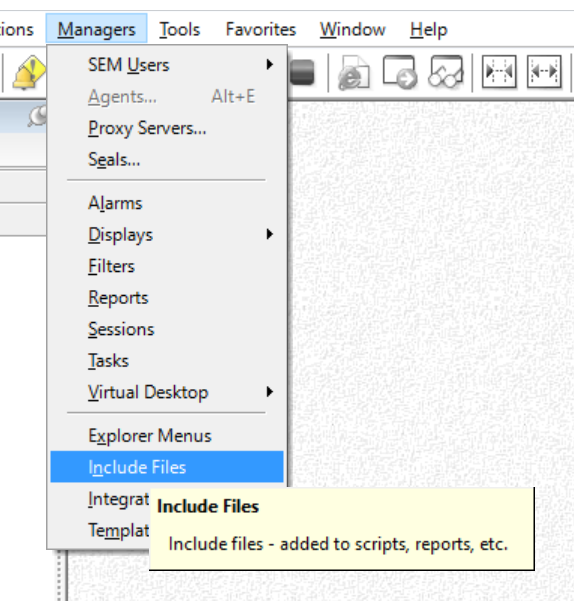 ions Managers Tools Favorites Window Help
SEM Users
Agents... Alt+E
Proxy Servers...
Seals...
Alarms
Displays
Filters
Reports
Sessions
Tasks
Virtual Desktop
Explorer Menus
Include Files
Integrat
Include Files
Templat
Include files - added to scripts, reports, etc.